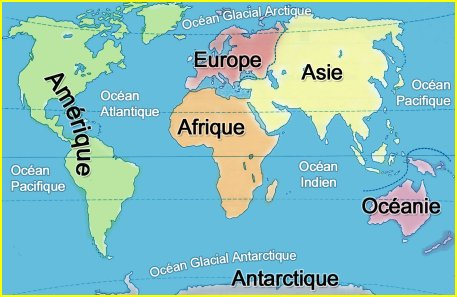 Océan Glacial Arctique
Europe
Asie
Amérique
Océan
Atlantique
Océan
Pacifique
Afrique
Océan
Pacifique
Océan
Indien
Océanie
Océan Glacial Antarctique
Antarctique